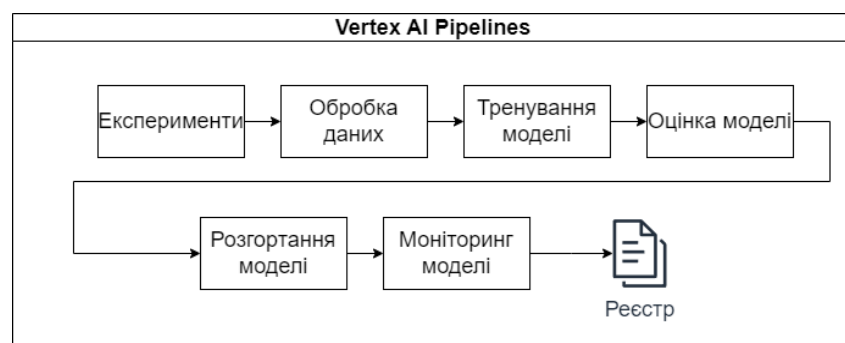 Vertex AI Pipelines
Експерименти
Обробка
даних
Тренування
моделі
Оцінка моделі
Розгортання
моделі
Моніторинг
моделі
Реєстр